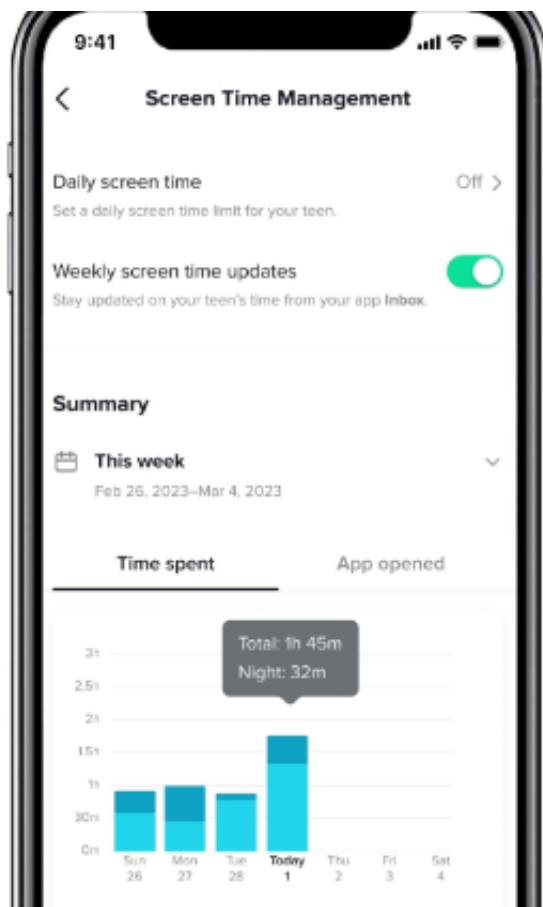 9:41
Screen Time Management
Daily screen time Off
Set a daily screen time limit for your teen.
Weekly screen time updates
Stay updated on your teen's time from your app Inbox.
Summary
This week
Feb 26, 2023–Mar 4, 2023
Time spent App opened
Total: 1h 45m
Night: 32m
3h
2.5h
2h
1.5h
1h
30m
0m
Sun Mon Tue Today Thu Fri Sat
26 27 28 1 2 3 4